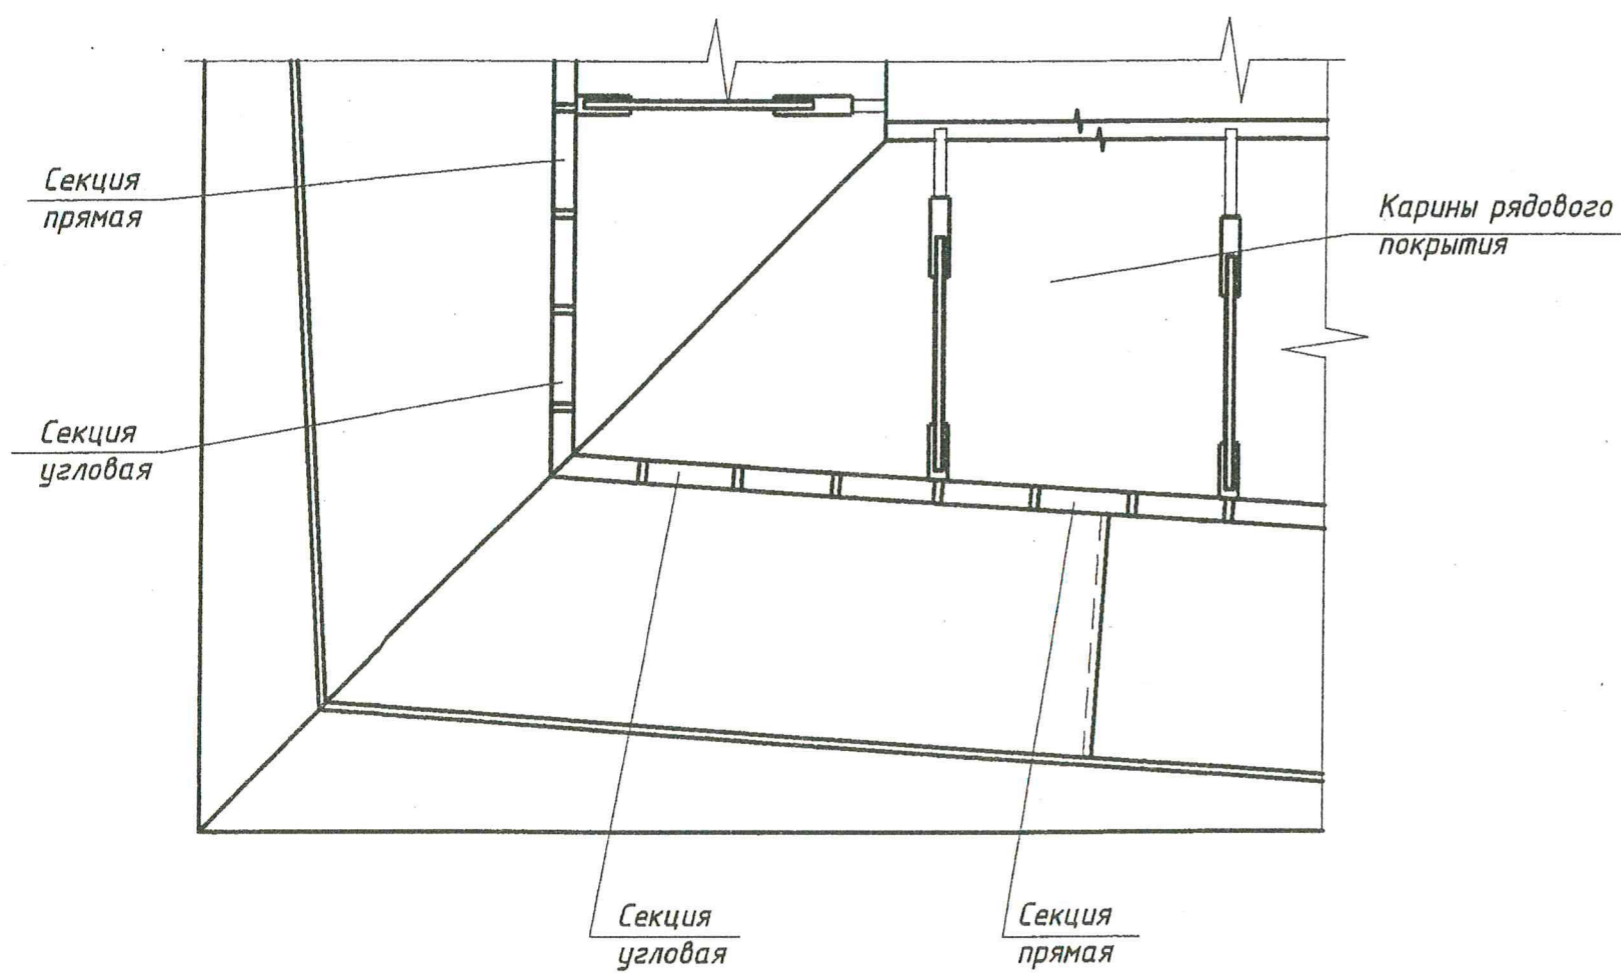 Секция
прямая
Карины рядового
покрытия
Секция
угловая
Секция
угловая
Секция
прямая